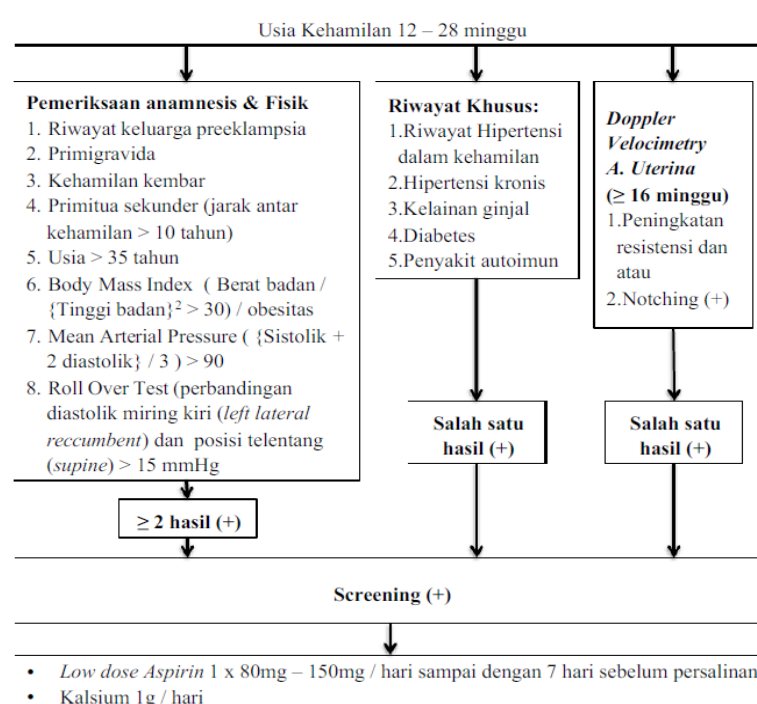 Usia Kehamilan 12 – 28 minggu
Pemeriksaan anamnesis & Fisik
1. Riwayat keluarga preeklampsia
2. Primigravida
3. Kehamilan kembar
4. Primitua sekunder (jarak antar
kehamilan > 10 tahun)
5. Usia > 35 tahun
6. Body Mass Index ( Berat badan /
{Tinggi badan}² > 30) / obesitas
7. Mean Arterial Pressure ( {Sistolik +
2 diastolik} / 3 ) > 90
8. Roll Over Test (perbandingan
diastolik miring kiri (left lateral
reccumbent) dan posisi telentang
(supine) > 15 mmHg
≥ 2 hasil (+)
Riwayat Khusus:
1.Riwayat Hipertensi
dalam kehamilan
2.Hipertensi kronis
3.Kelainan ginjal
4.Diabetes
5.Penyakit autoimun
Salah satu
hasil (+)
Doppler
Velocimetry
A. Uterina
(≥ 16 minggu)
1.Peningkatan
resistensi dan
atau
2.Notching (+)
Salah satu
hasil (+)
Screening (+)
• Low dose Aspirin 1 x 80mg – 150mg / hari sampai dengan 7 hari sebelum persalinan
• Kalsium 1g / hari